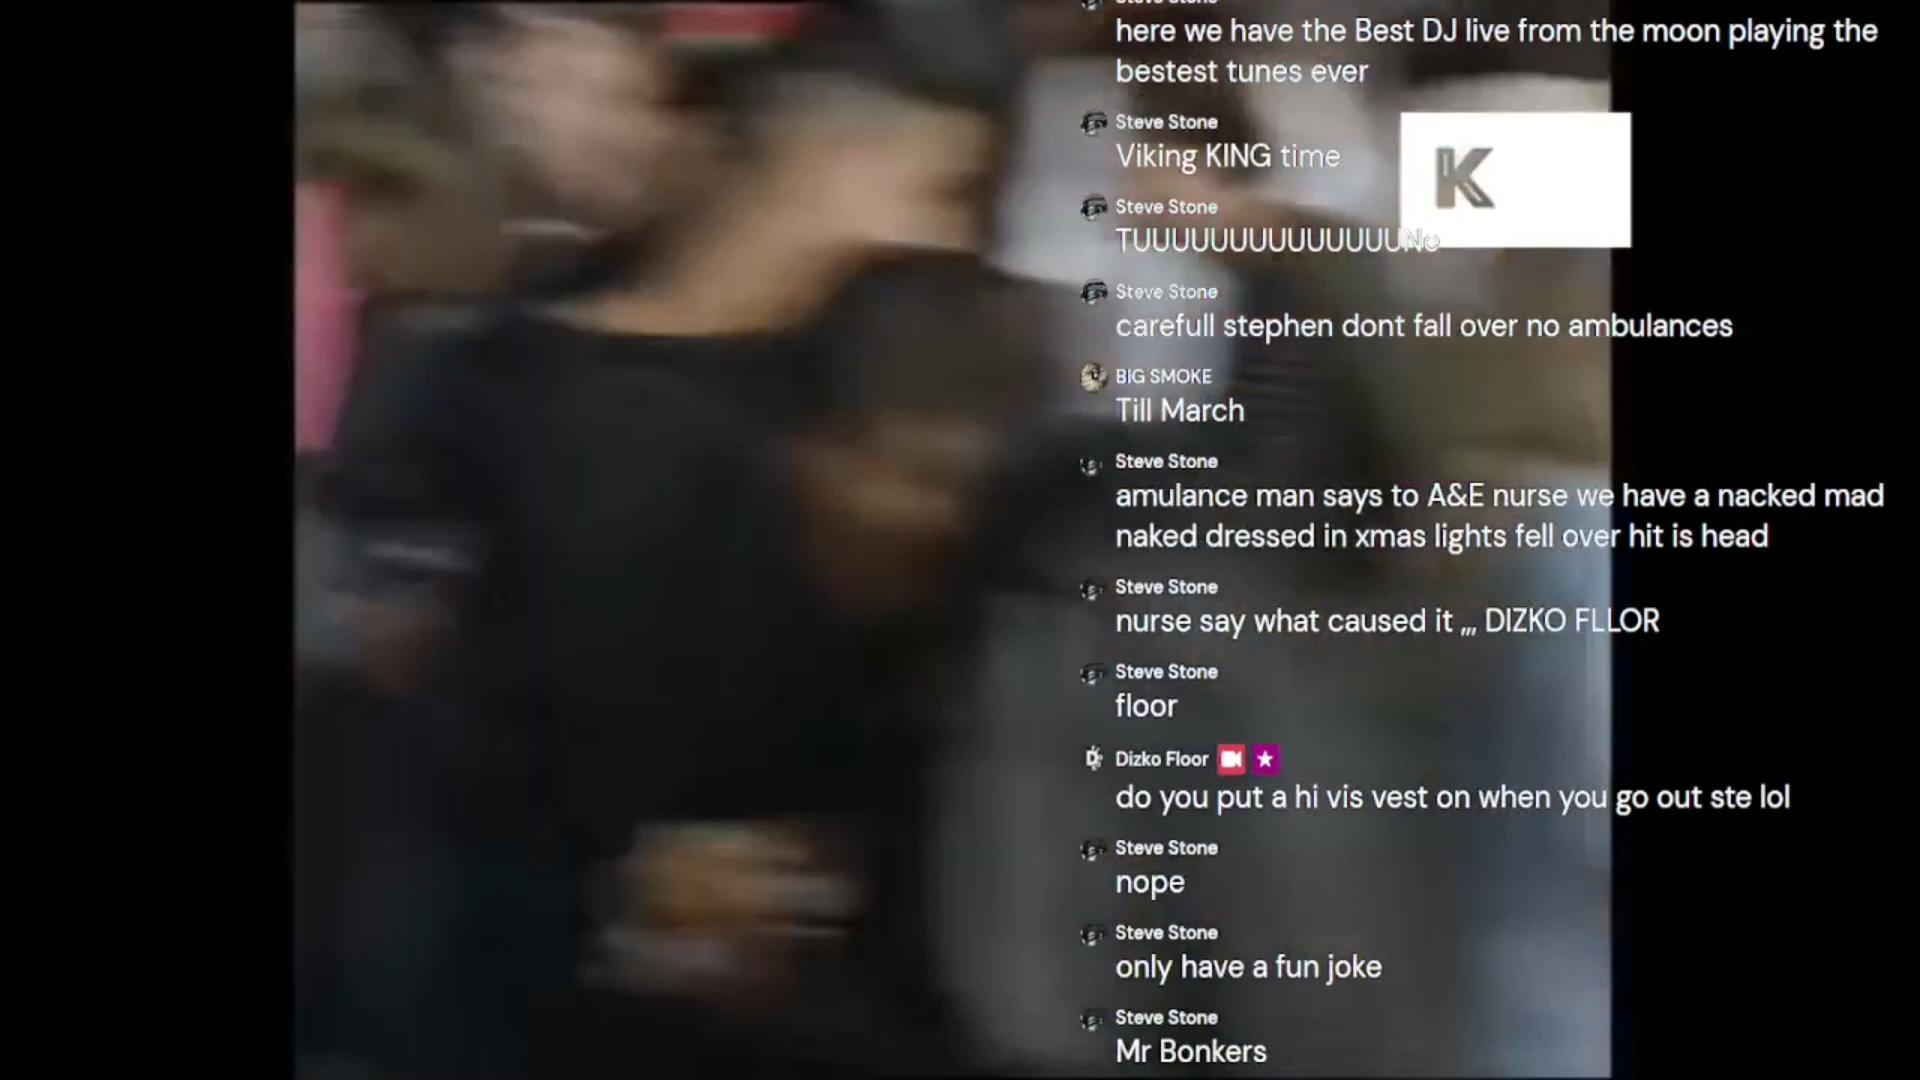 Steve Stone
here we have the Best DJ live from the moon playing the
bestest tunes ever
Steve Stone
Viking KING time
K
Steve Stone
TUUUUUUUUUUUUUUNe
Steve Stone
carefull stephen dont fall over no ambulances
BIG SMOKE
Till March
Steve Stone
amulance man says to A&E nurse we have a nacked mad
naked dressed in xmas lights fell over hit is head
Steve Stone
nurse say what caused it ,,, DIZKO FLLOR
Steve Stone
floor
Dizko Floor
do you put a hi vis vest on when you go out ste lol
Steve Stone
nope
Steve Stone
only have a fun joke
Steve Stone
Mr Bonkers